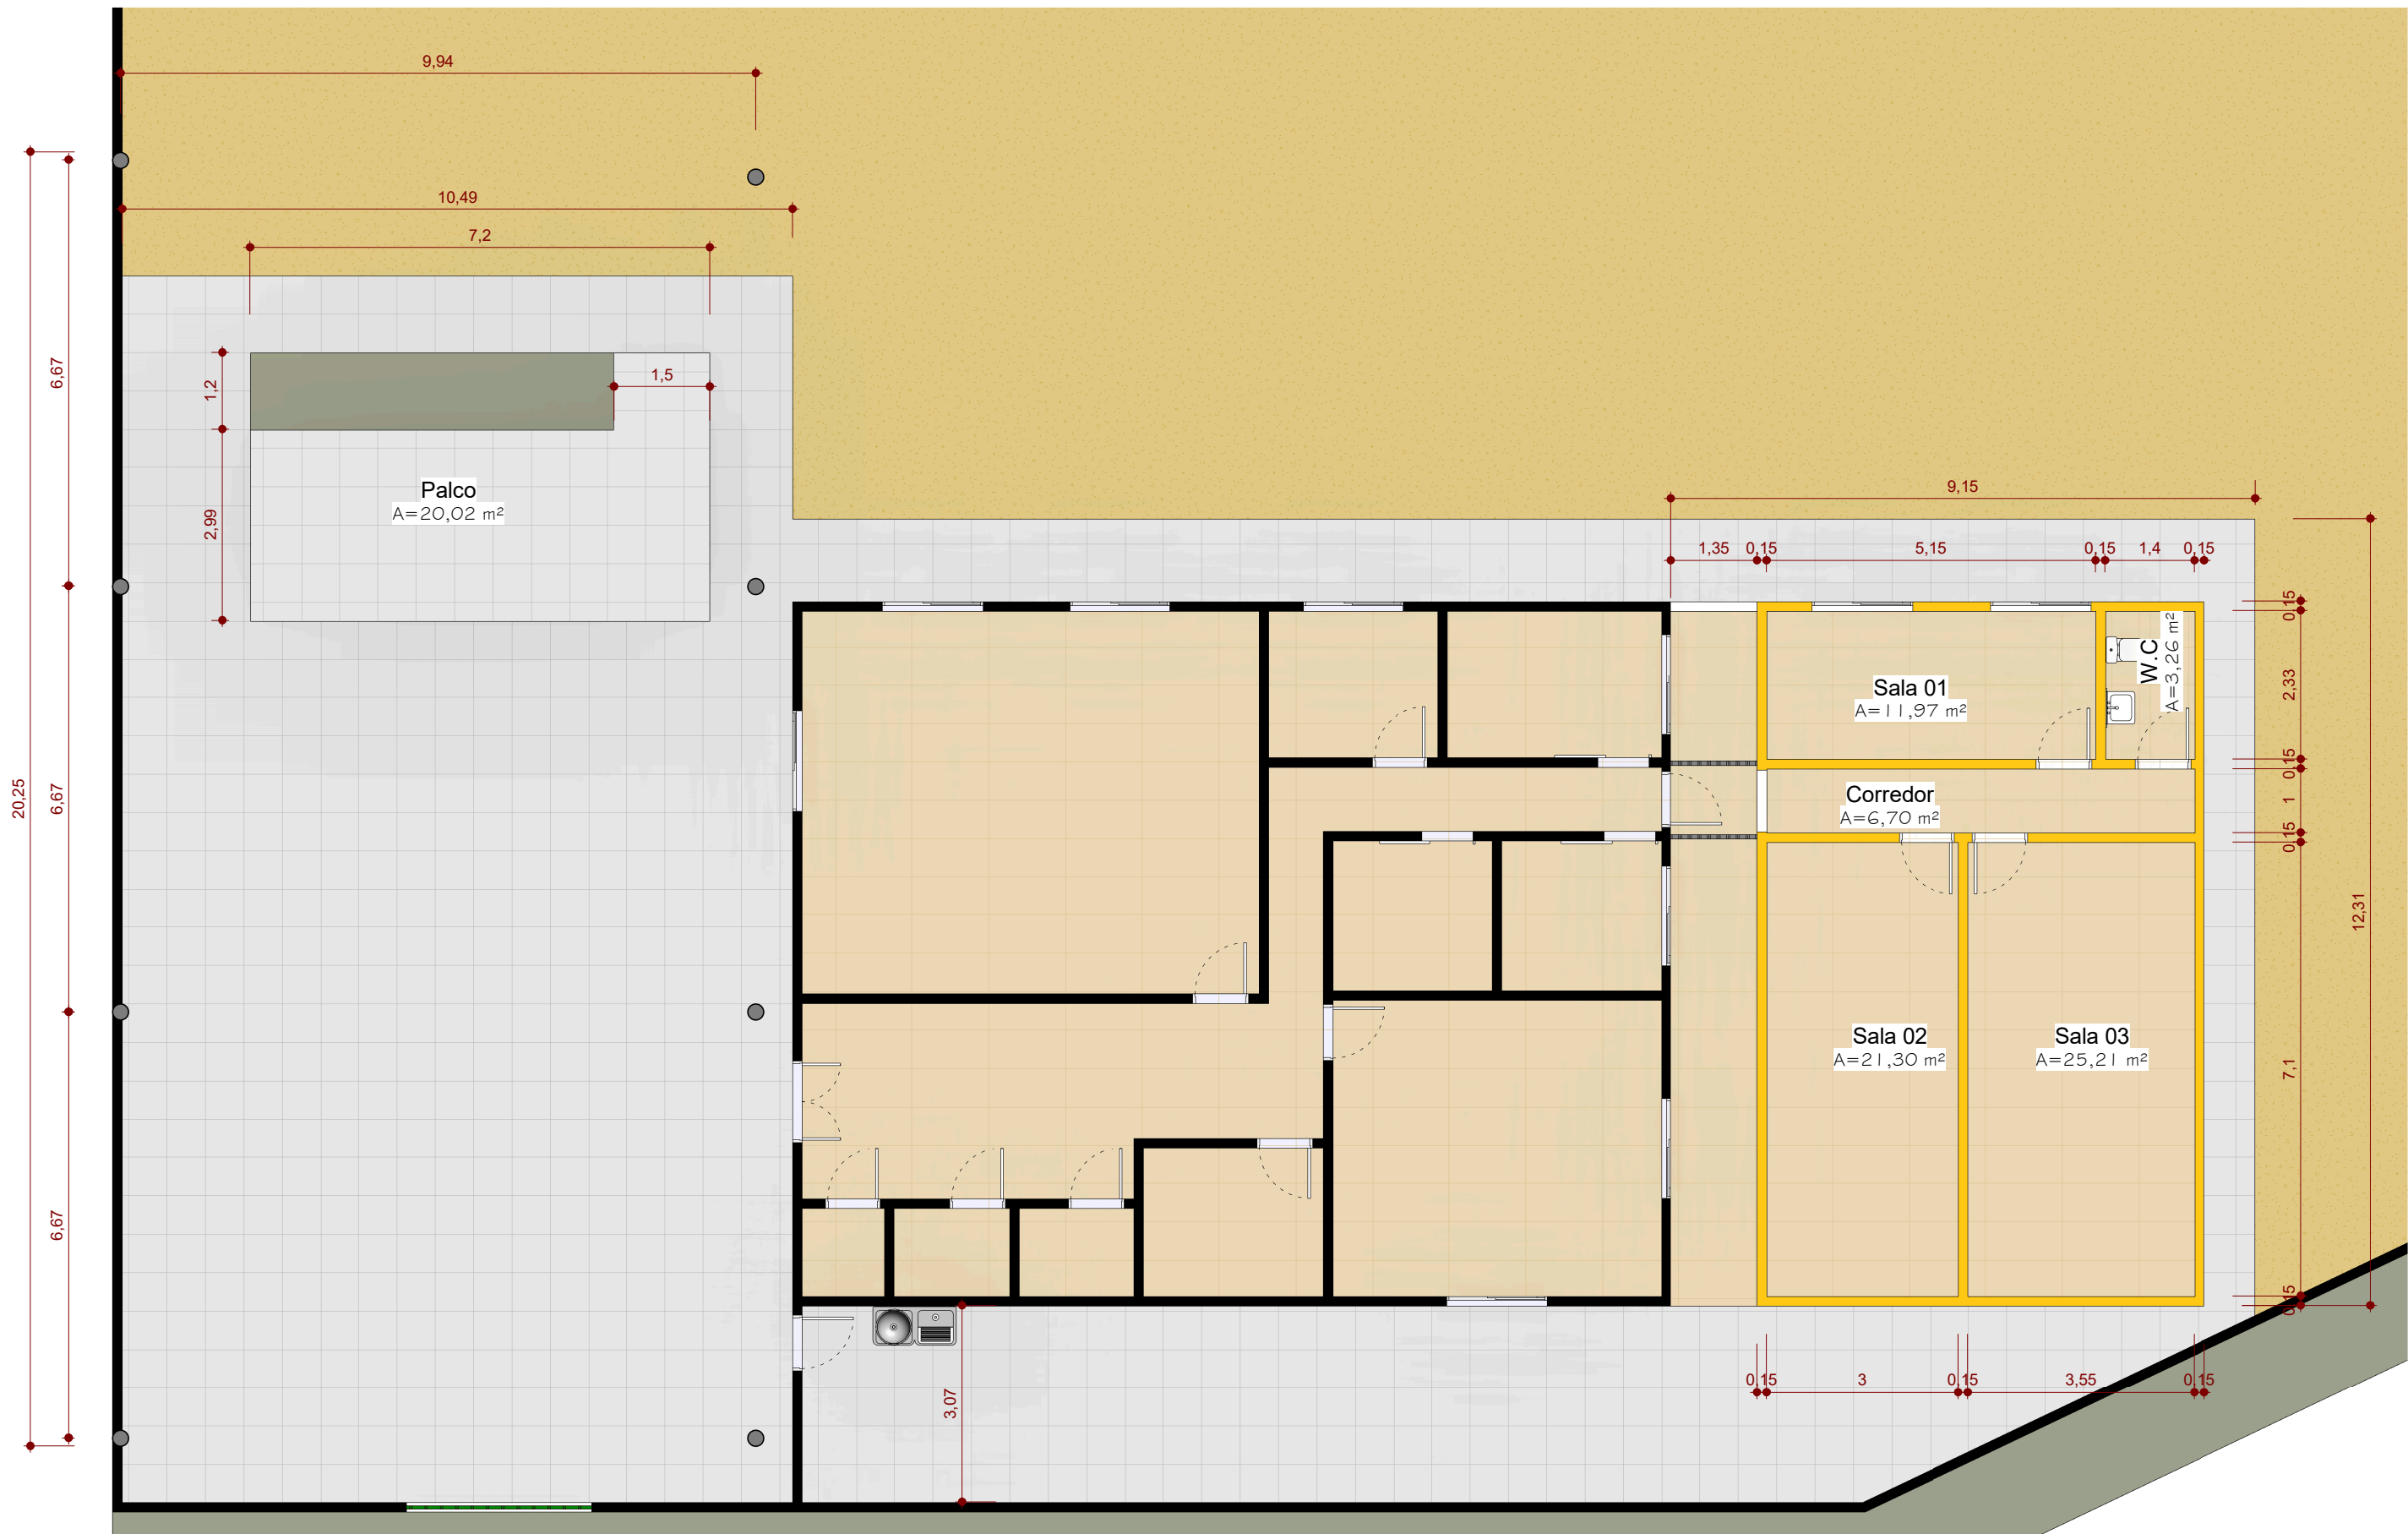 9,94
10,49
7,2
6,67
1,2
1,5
2,99
Palco
A=20,02 m²
9,15
1,35 0,15 5,15 0,15 1,4 0,15
0,15
W.C
A=3,26 m²
2,33
Sala 01
A=11,97 m²
0,15
20,25
6,67
Corredor
A=6,70 m²
1
0,15
12,31
Sala 02
A=21,30 m²
Sala 03
A=25,21 m²
7,1
6,67
0,15
0,15 3 0,15 3,55 0,15
3,07